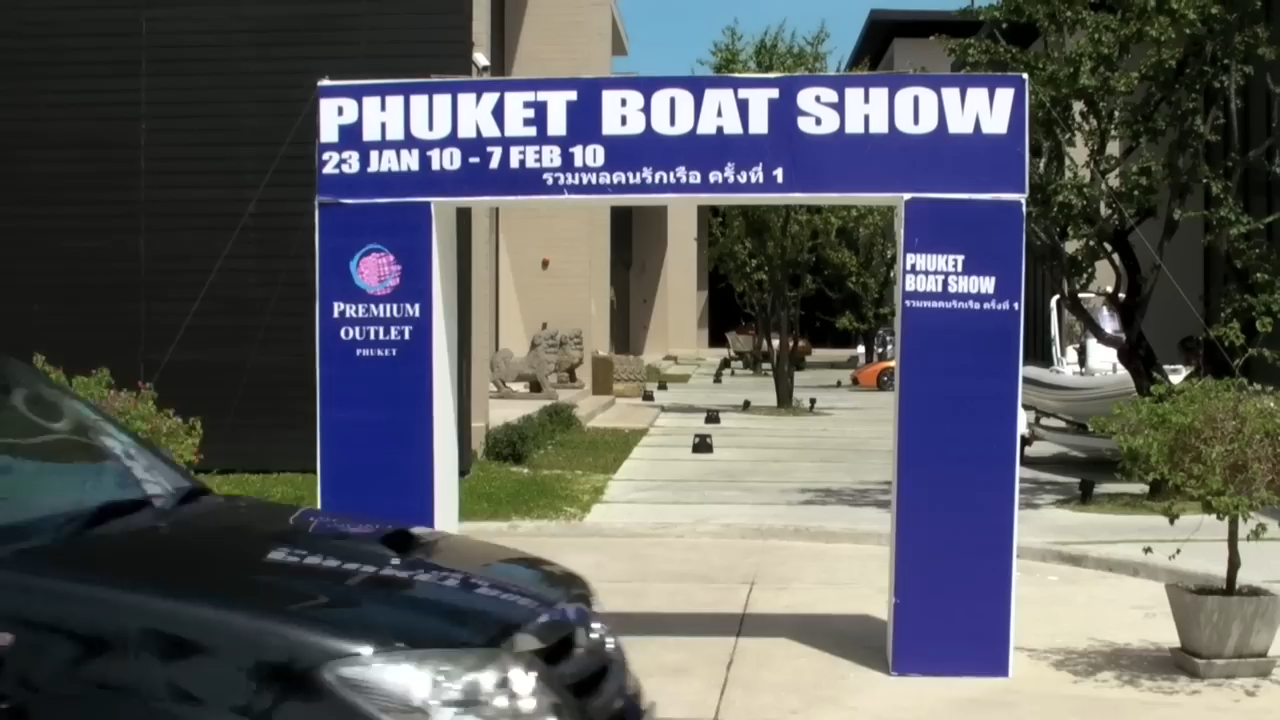 PHUKET BOAT SHOW
23 JAN 10 - 7 FEB 10
รวมพลคนรักเรือ ครั้งที่ 1
PREMIUM
OUTLET
PHUKET
PHUKET
BOAT SHOW
รวมพลคนรักเรือ ครั้งที่ 1